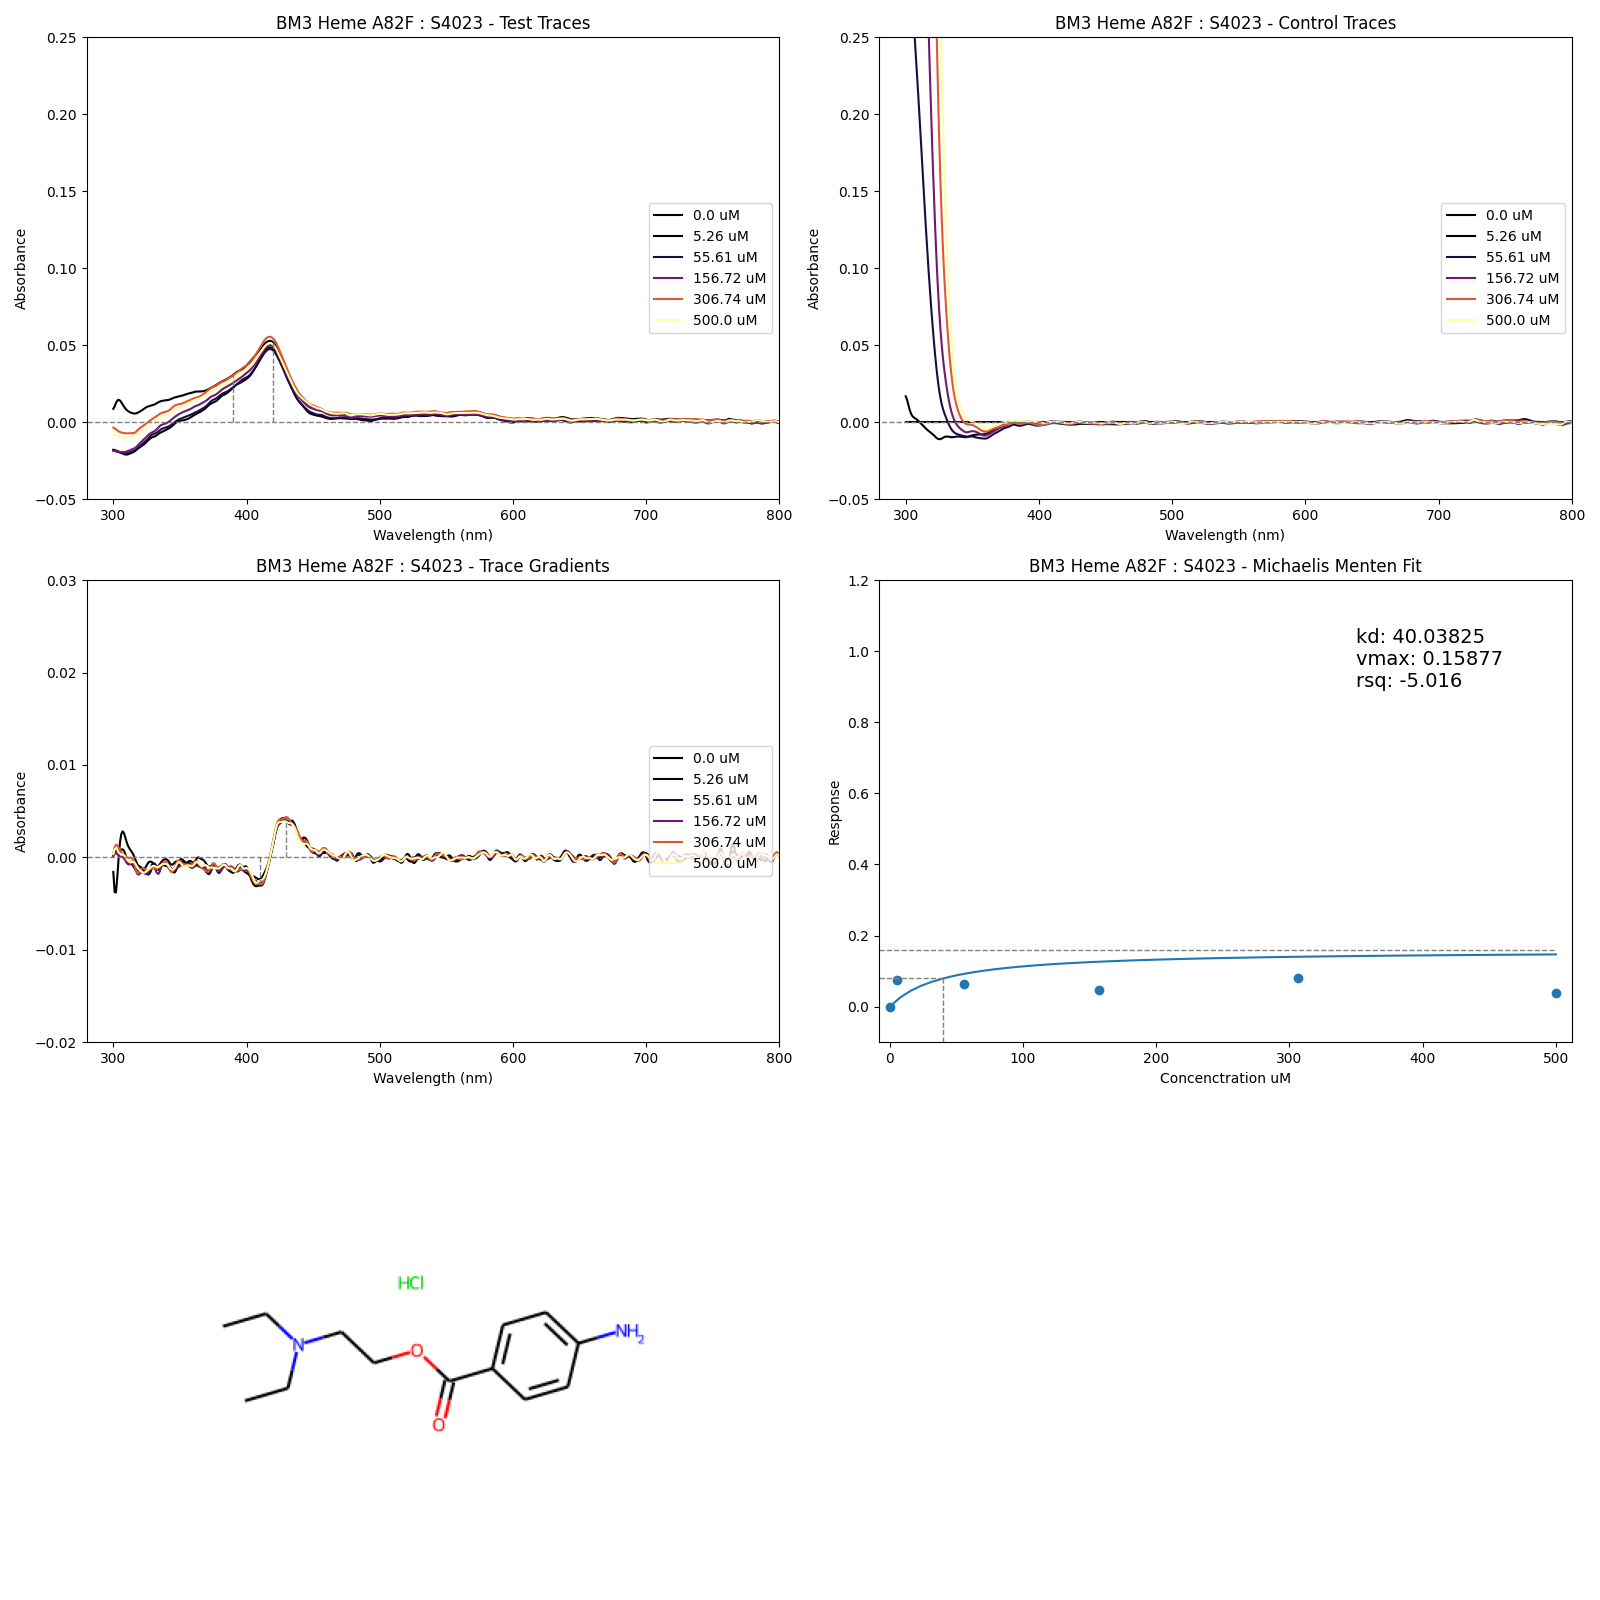 BM3 Heme A82F : S4023 - Test Traces
0.25
0.20
0.15
0.10
0.05
0.00
−0.05
Absorbance
300 400 500 600 700 800
Wavelength (nm)
0.0 uM
5.26 uM
55.61 uM
156.72 uM
306.74 uM
500.0 uM
BM3 Heme A82F : S4023 - Control Traces
0.25
0.20
0.15
0.10
0.05
0.00
−0.05
Absorbance
300 400 500 600 700 800
Wavelength (nm)
0.0 uM
5.26 uM
55.61 uM
156.72 uM
306.74 uM
500.0 uM
BM3 Heme A82F : S4023 - Trace Gradients
0.03
0.02
0.01
0.00
−0.01
−0.02
Absorbance
300 400 500 600 700 800
Wavelength (nm)
0.0 uM
5.26 uM
55.61 uM
156.72 uM
306.74 uM
500.0 uM
BM3 Heme A82F : S4023 - Michaelis Menten Fit
1.2
1.0
0.8
0.6
0.4
0.2
0.0
Response
kd: 40.03825
vmax: 0.15877
rsq: -5.016
0 100 200 300 400 500
Concenctration uM
HCl
N
O
O
NH2